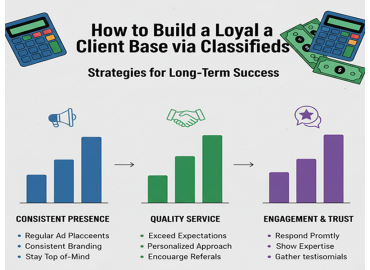 How to Build a Loyal a
Client Base via Classifieds
Strategies for Long-Term Success
CONSISTENT PRESENCE
• Regular Ad Placceents
• Consistent Branding
• Stay Top of-Mind
QUALITY SERVICE
• Exceed Expectations
• Personalized Approach
• Encouarge Referals
ENGAGEMENT & TRUST
• Respond Promtly
• Show Expertise
• Gather testisomials